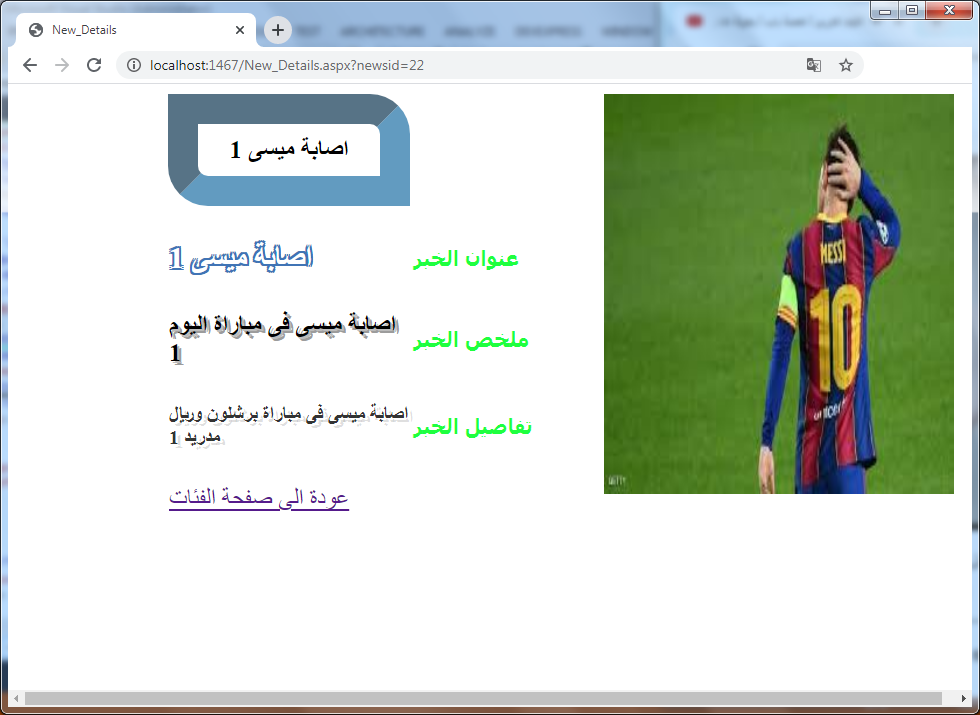 New_Details
localhost:1467/New_Details.aspx?newsid=22
اصابة ميسى 1
عنوان الخبر
اصابة ميسى 1
ملخص الخبر
اصابة ميسى فى مباراة اليوم
1
تفاصيل الخبر
اصابة ميسى فى مباراة برشلون وريال
مدريد 1
عودة الى صفحة الفئات
MESSI
10
unicef
GETTY